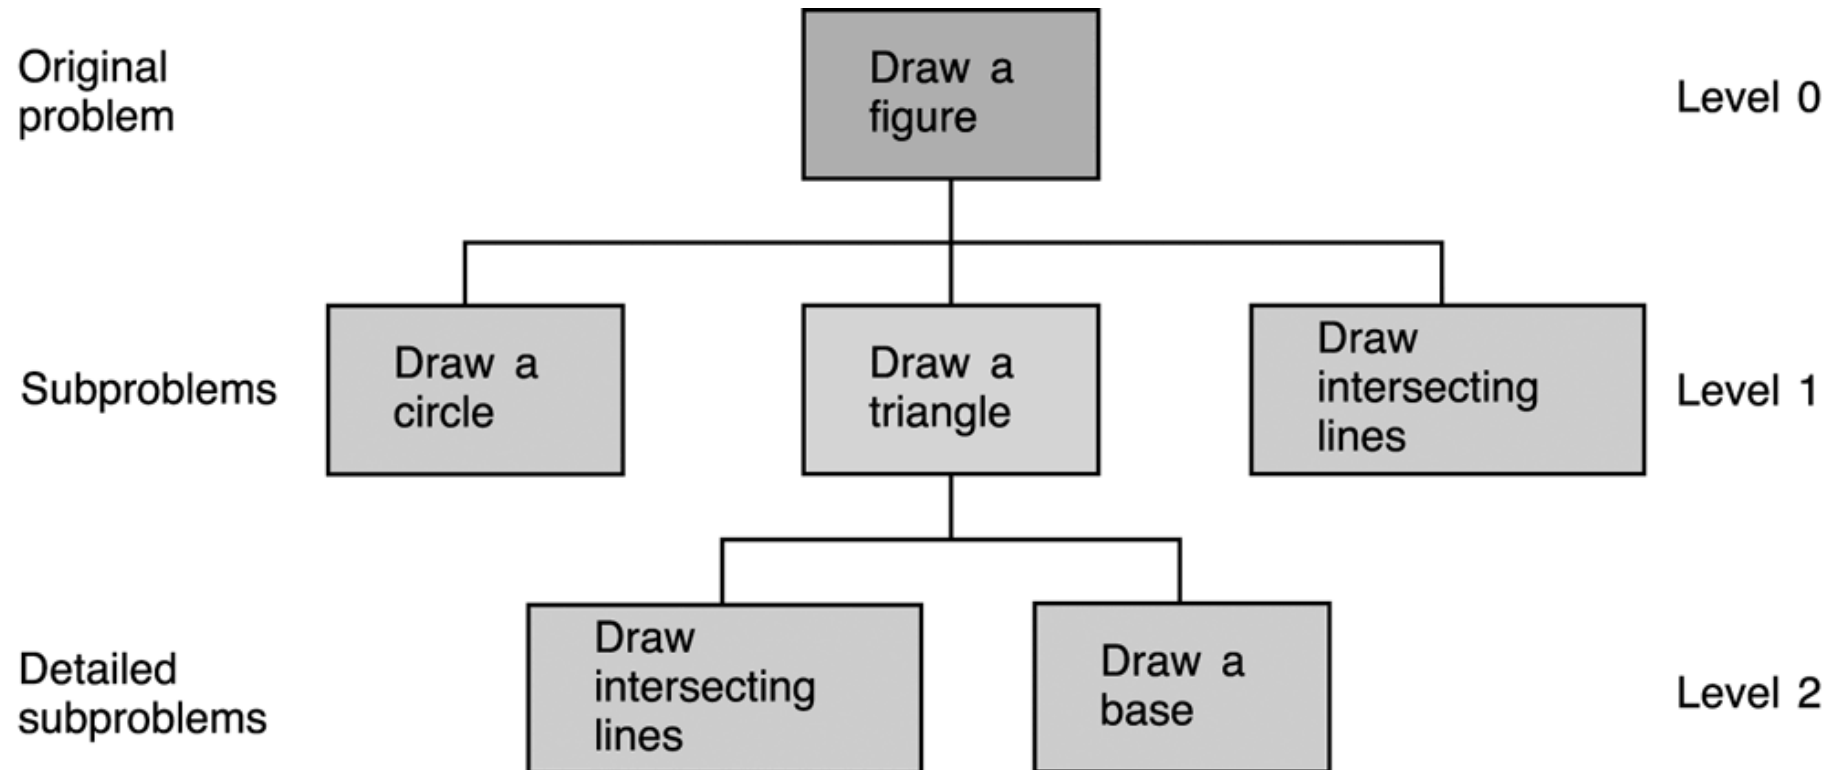 Original
problem
Draw a
figure
Level 0
Subproblems
Draw a
circle
Draw a
triangle
Draw
intersecting
lines
Level 1
Detailed
subproblems
Draw
intersecting
lines
Draw a
base
Level 2